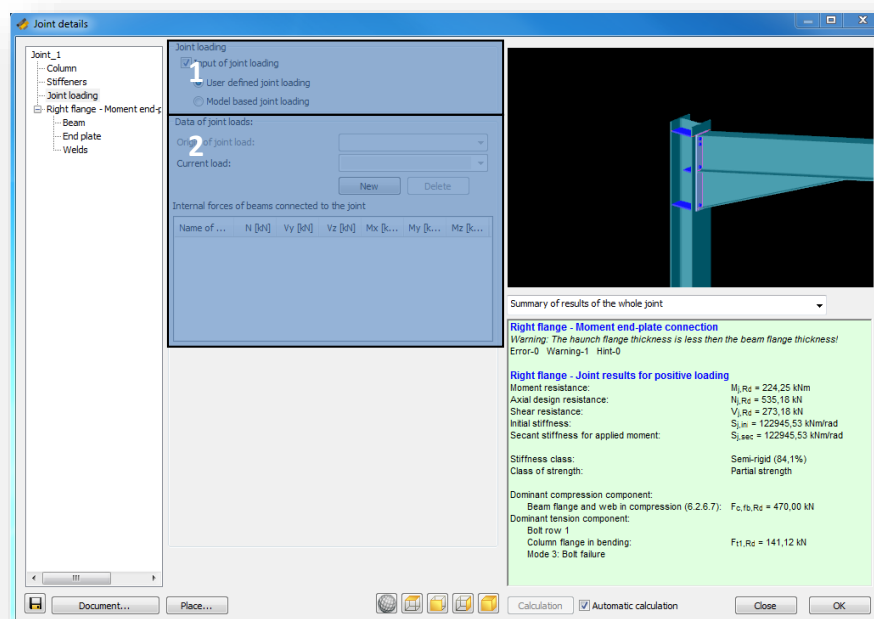 Joint details
Joint_1
Column
Stiffeners
Joint loading
Right flange - Moment end-p
Beam
End plate
Welds
Joint loading
1
Input of joint loading
User defined joint loading
Model based joint loading
Data of joint loads:
2
Origin of joint load:
Current load:
New Delete
Internal forces of beams connected to the joint
Name of ... N [kN] Vy [kN] Vz [kN] Mx [k... My [k... Mz [k...
Summary of results of the whole joint
Right flange - Moment end-plate connection
Warning: The haunch flange thickness is less then the beam flange thickness!
Error-0 Warning-1 Hint-0
Right flange - Joint results for positive loading
Moment resistance: Mj,Rd = 224,25 kNm
Axial design resistance: Nj,Rd = 535,18 kN
Shear resistance: Vj,Rd = 273,18 kN
Initial stiffness: Sj,ini = 122945,53 kNm/rad
Secant stiffness for applied moment: Sj,sec = 122945,53 kNm/rad
Stiffness class: Semi-rigid (84,1%)
Class of strength: Partial strength
Dominant compression component:
Beam flange and web in compression (6.2.6.7): Fc,fb,Rd = 470,00 kN
Dominant tension component:
Bolt row 1
Column flange in bending: Ft1,Rd = 141,12 kN
Mode 3: Bolt failure
Document... Place... Calculation Automatic calculation Close OK